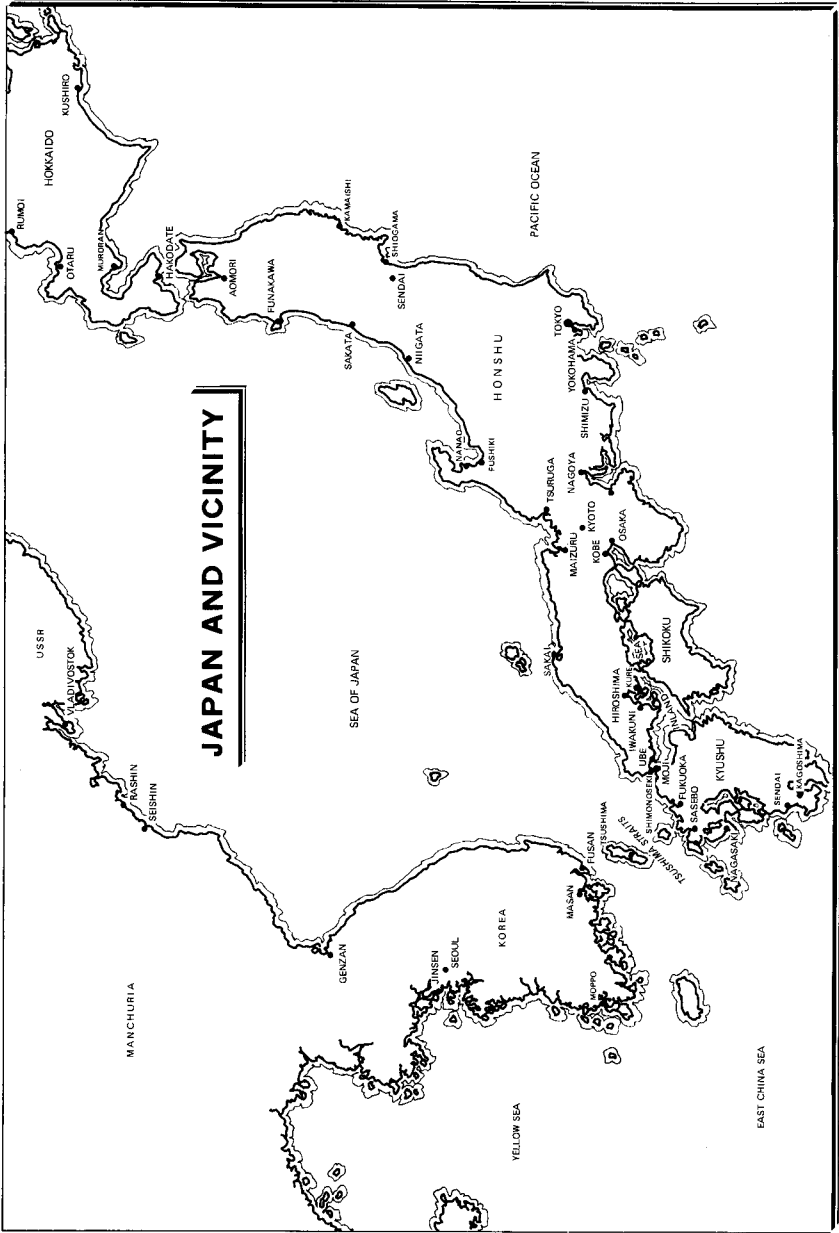 JAPAN AND VICINITY
USSR
VLADIVOSTOK
RASHIN
SEISHIN
MANCHURIA
GENZAN
JINSEN
SEOUL
KOREA
MOPPO
MASAN
FUSAN
YELLOW SEA
EAST CHINA SEA
SEA OF JAPAN
TSUSHIMA
TSUSHIMA STRAITS
RUMOI
HOKKAIDO
KUSHIRO
OTARU
MURORAN
HAKODATE
AOMORI
FUNAKAWA
KAMAISHI
SHIOGAMA
SENDAI
SAKATA
NIIGATA
HONSHU
PACIFIC OCEAN
NANAO
FUSHIKI
TOKYO
YOKOHAMA
SHIMIZU
NAGOYA
TSURUGA
KYOTO
MAIZURU
OSAKA
KOBE
SAKAI
SHIKOKU
HIROSHIMA
KURE
IWAKUNI
INLAND SEA
UBE
SHIMONOSEKI
MOJI
FUKUOKA
SASEBO
KYUSHU
NAGASAKI
SENDAI
KAGOSHIMA